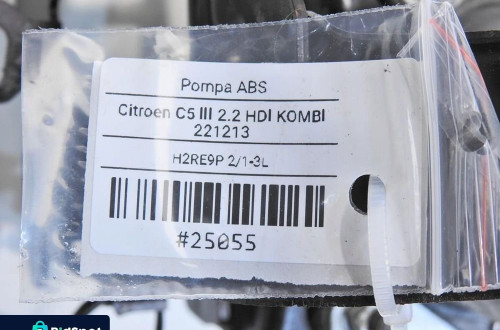 Pompa ABS
Citroen C5 III 2.2 HDI KOMBI
221213
H2RE9P 2/1-3L
#25055